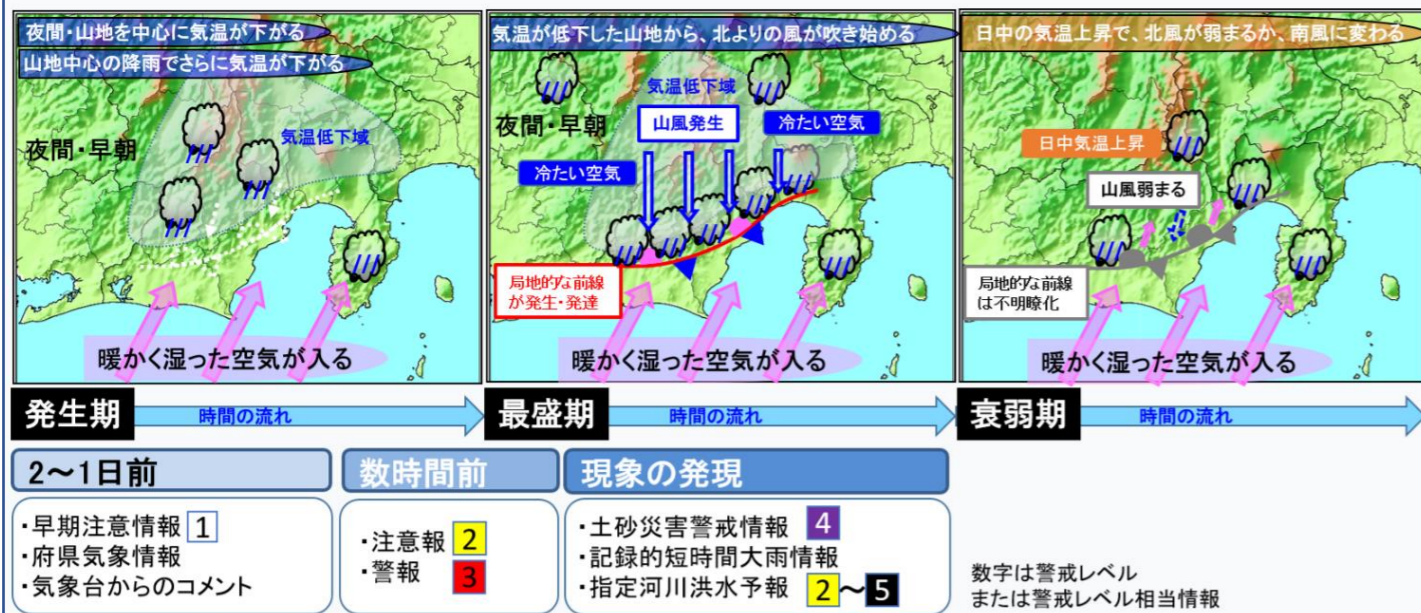 夜間・山地を中心に気温が下がる
山地中心の降雨でさらに気温が下がる
夜間・早朝
気温低下域
暖かく湿った空気が入る
気温が低下した山地から、北よりの風が吹き始める
気温低下域
夜間・早朝
山風発生
冷たい空気
冷たい空気
局地的な前線
が発生・発達
暖かく湿った空気が入る
日中の気温上昇で、北風が弱まるか、南風に変わる
日中気温上昇
山風弱まる
局地的な前線
は不明瞭化
暖かく湿った空気が入る
発生期
時間の流れ
最盛期
時間の流れ
衰弱期
時間の流れ
2～1日前
・早期注意情報 1
・府県気象情報
・気象台からのコメント
数時間前
・注意報 2
・警報 3
現象の発現
・土砂災害警戒情報 4
・記録的短時間大雨情報
・指定河川洪水予報 2～5
数字は警戒レベル
または警戒レベル相当情報